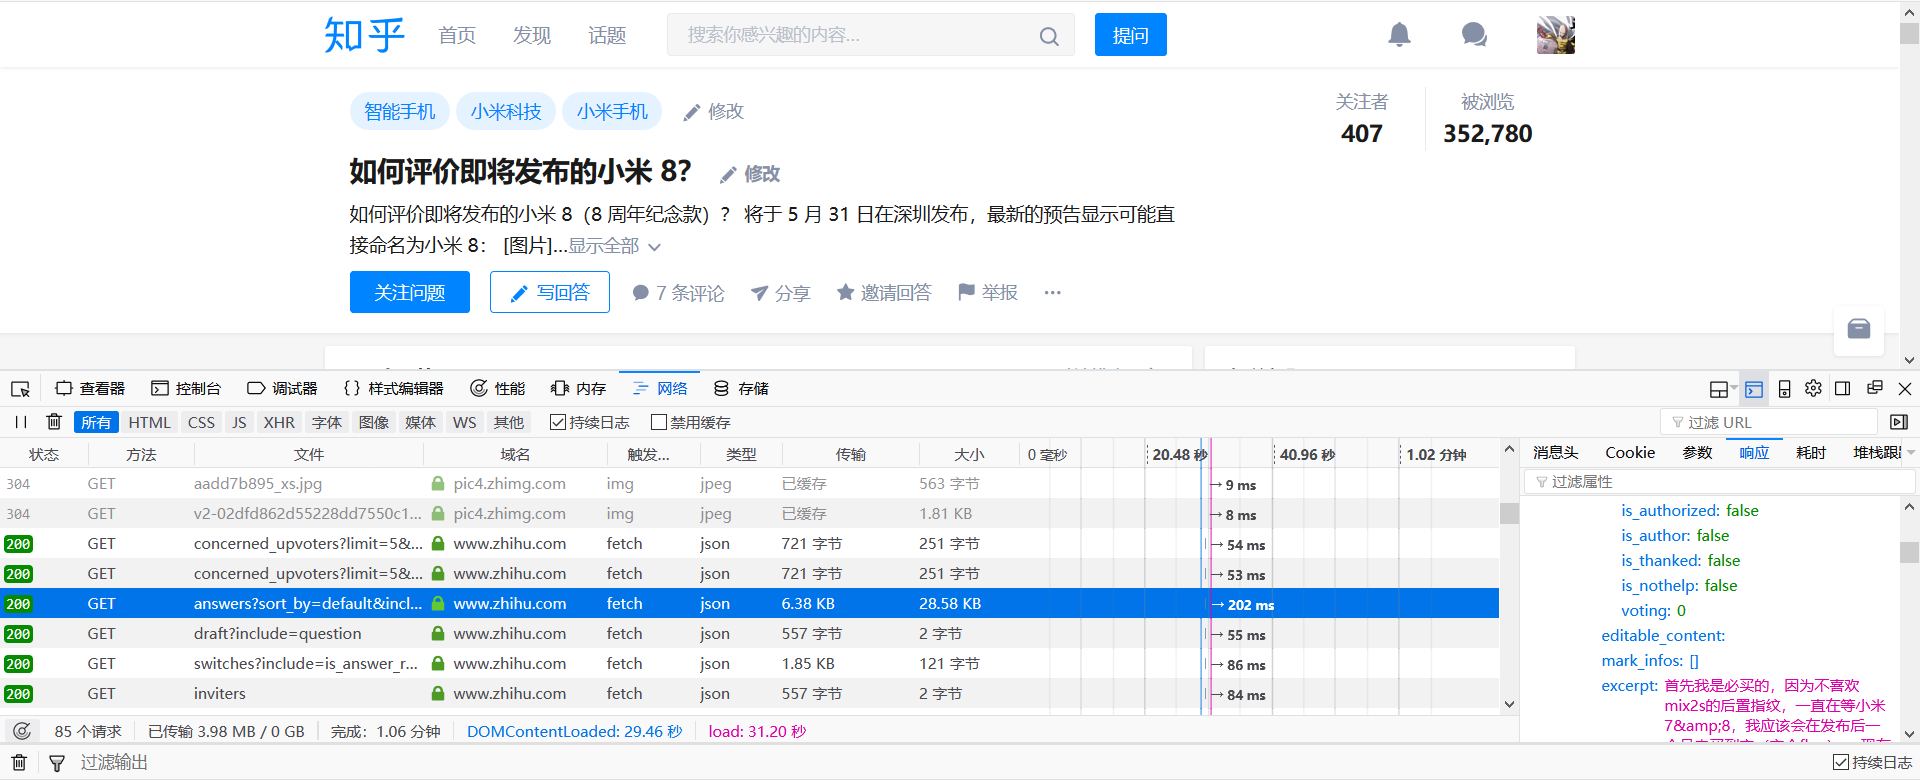 知乎 首页 发现 话题 搜索你感兴趣的内容... 提问
智能手机 小米科技 小米手机 修改
关注者 被浏览
407 352,780
如何评价即将发布的小米 8？ 修改
如何评价即将发布的小米 8（8 周年纪念款）？ 将于 5 月 31 日在深圳发布，最新的预告显示可能直
接命名为小米 8： [图片]...显示全部
关注问题 写回答 7 条评论 分享 邀请回答 举报 ...
查看器 控制台 调试器 {} 样式编辑器 性能 内存 网络 存储
所有 HTML CSS JS XHR 字体 图像 媒体 WS 其他 持续日志 禁用缓存 过滤 URL
状态 方法 文件 域名 触发... 类型 传输 大小 0 毫秒 20.48 秒 40.96 秒 1.02 分钟
304 GET aadd7b895_xs.jpg pic4.zhimg.com img jpeg 已缓存 563 字节 → 9 ms
304 GET v2-02dfd862d55228dd7550c1... pic4.zhimg.com img jpeg 已缓存 1.81 KB → 8 ms
200 GET concerned_upvoters?limit=5&... www.zhihu.com fetch json 721 字节 251 字节 → 54 ms
200 GET concerned_upvoters?limit=5&... www.zhihu.com fetch json 721 字节 251 字节 → 53 ms
200 GET answers?sort_by=default&incl... www.zhihu.com fetch json 6.38 KB 28.58 KB → 202 ms
200 GET draft?include=question www.zhihu.com fetch json 557 字节 2 字节 → 55 ms
200 GET switches?include=is_answer_r... www.zhihu.com fetch json 1.85 KB 121 字节 → 86 ms
200 GET inviters www.zhihu.com fetch json 557 字节 2 字节 → 84 ms
85 个请求 已传输 3.98 MB / 0 GB 完成：1.06 分钟 DOMContentLoaded: 29.46 秒 load: 31.20 秒
消息头 Cookie 参数 响应 耗时 堆栈跟
过滤属性
is_authorized: false
is_author: false
is_thanked: false
is_nothelp: false
voting: 0
editable_content:
mark_infos: []
excerpt: 首先我是必买的，因为不喜欢
mix2s的后置指纹，一直在等小米
7&amp;8，我应该会在发布后一
过滤输出 持续日志